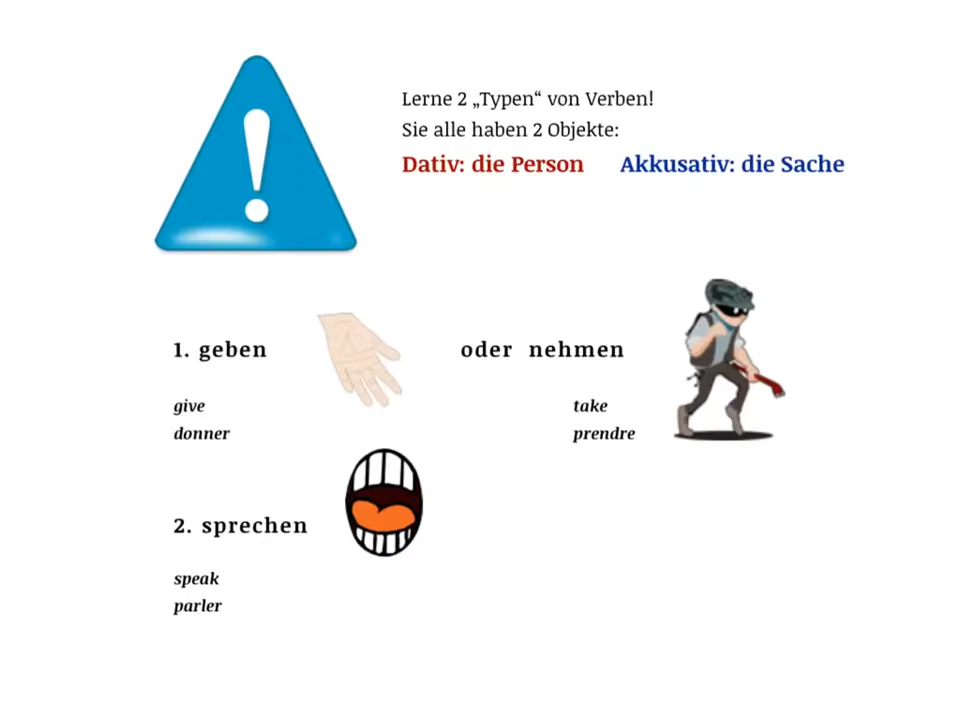 Lerne 2 „Typen“ von Verben!
Sie alle haben 2 Objekte:
Dativ: die Person Akkusativ: die Sache
1. geben oder nehmen
give take
donner prendre
2. sprechen
speak
parler